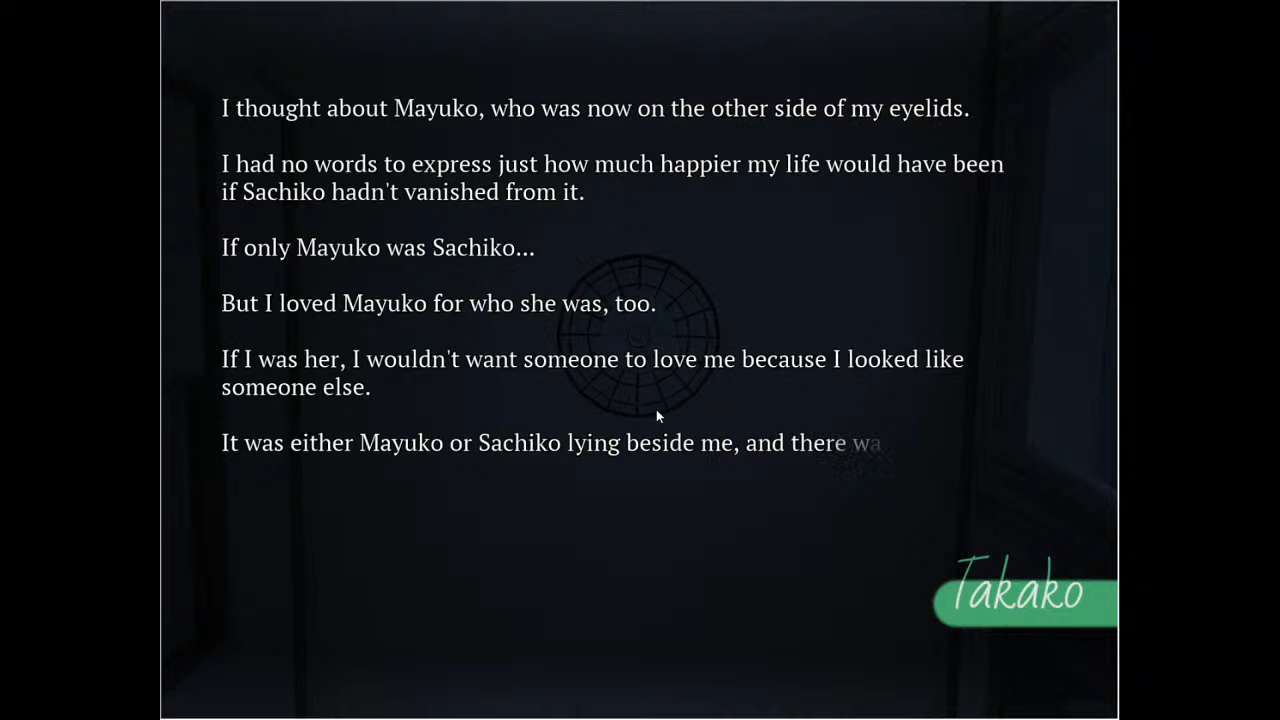 I thought about Mayuko, who was now on the other side of my eyelids.
I had no words to express just how much happier my life would have been
if Sachiko hadn't vanished from it.
If only Mayuko was Sachiko...
But I loved Mayuko for who she was, too.
If I was her, I wouldn't want someone to love me because I looked like
someone else.
It was either Mayuko or Sachiko lying beside me, and there wa
Takako